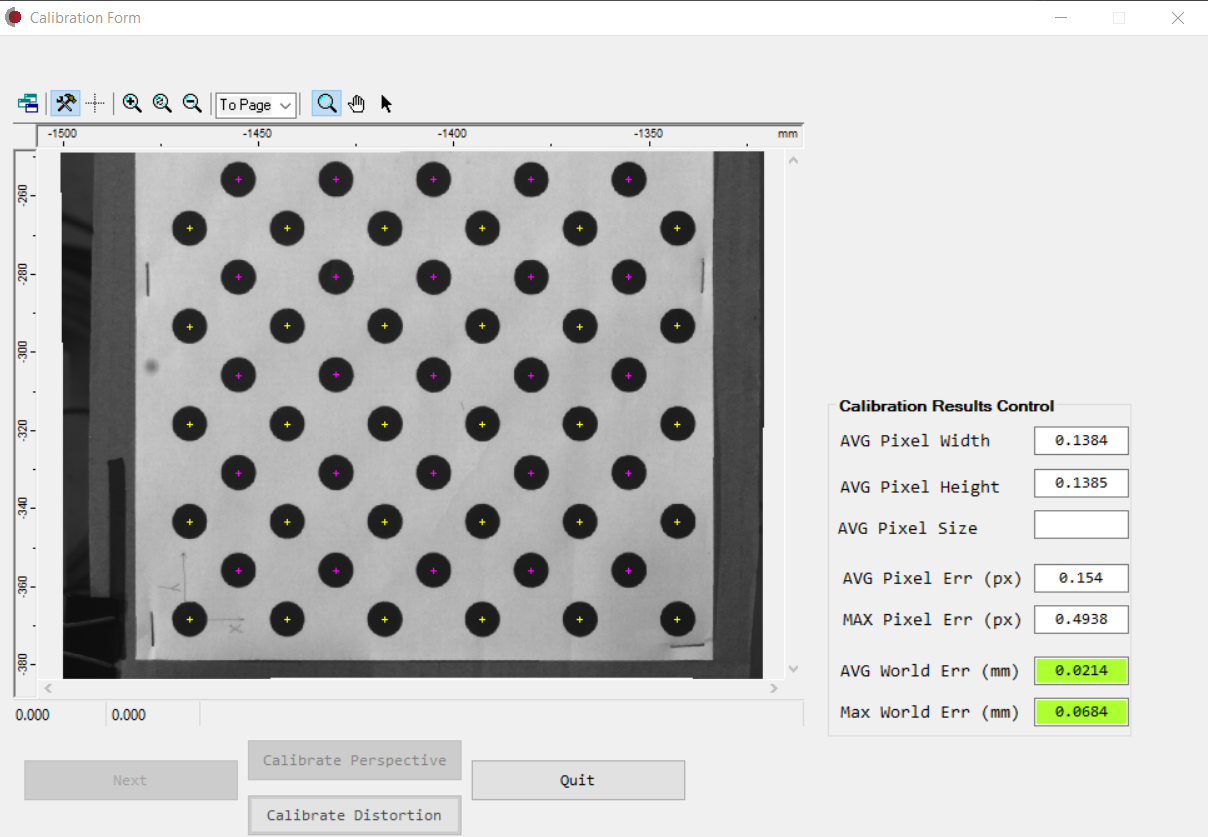 Calibration Form
To Page
-1500 -1450 -1400 -1350 mm
-260
-280
-300
-320
-340
-360
-380
Y
X
0.000 0.000
Calibration Results Control
AVG Pixel Width 0.1384
AVG Pixel Height 0.1385
AVG Pixel Size
AVG Pixel Err (px) 0.154
MAX Pixel Err (px) 0.4938
AVG World Err (mm) 0.0214
Max World Err (mm) 0.0684
Next
Calibrate Perspective
Calibrate Distortion
Quit